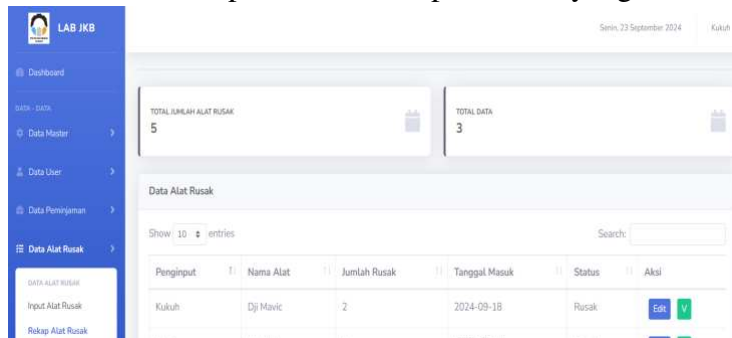 LAB JKB
Senin, 23 September 2024
Kukuh
Dashboard
DATA - DATA
Data Master
Data User
Data Peminjaman
Data Alat Rusak
DATA ALAT RUSAK
Input Alat Rusak
Rekap Alat Rusak
TOTAL JUMLAH ALAT RUSAK
5
TOTAL DATA
3
Data Alat Rusak
Show 10 entries
Search:
Penginput Nama Alat Jumlah Rusak Tanggal Masuk Status Aksi
Kukuh Dji Mavic 2 2024-09-18 Rusak Edit V